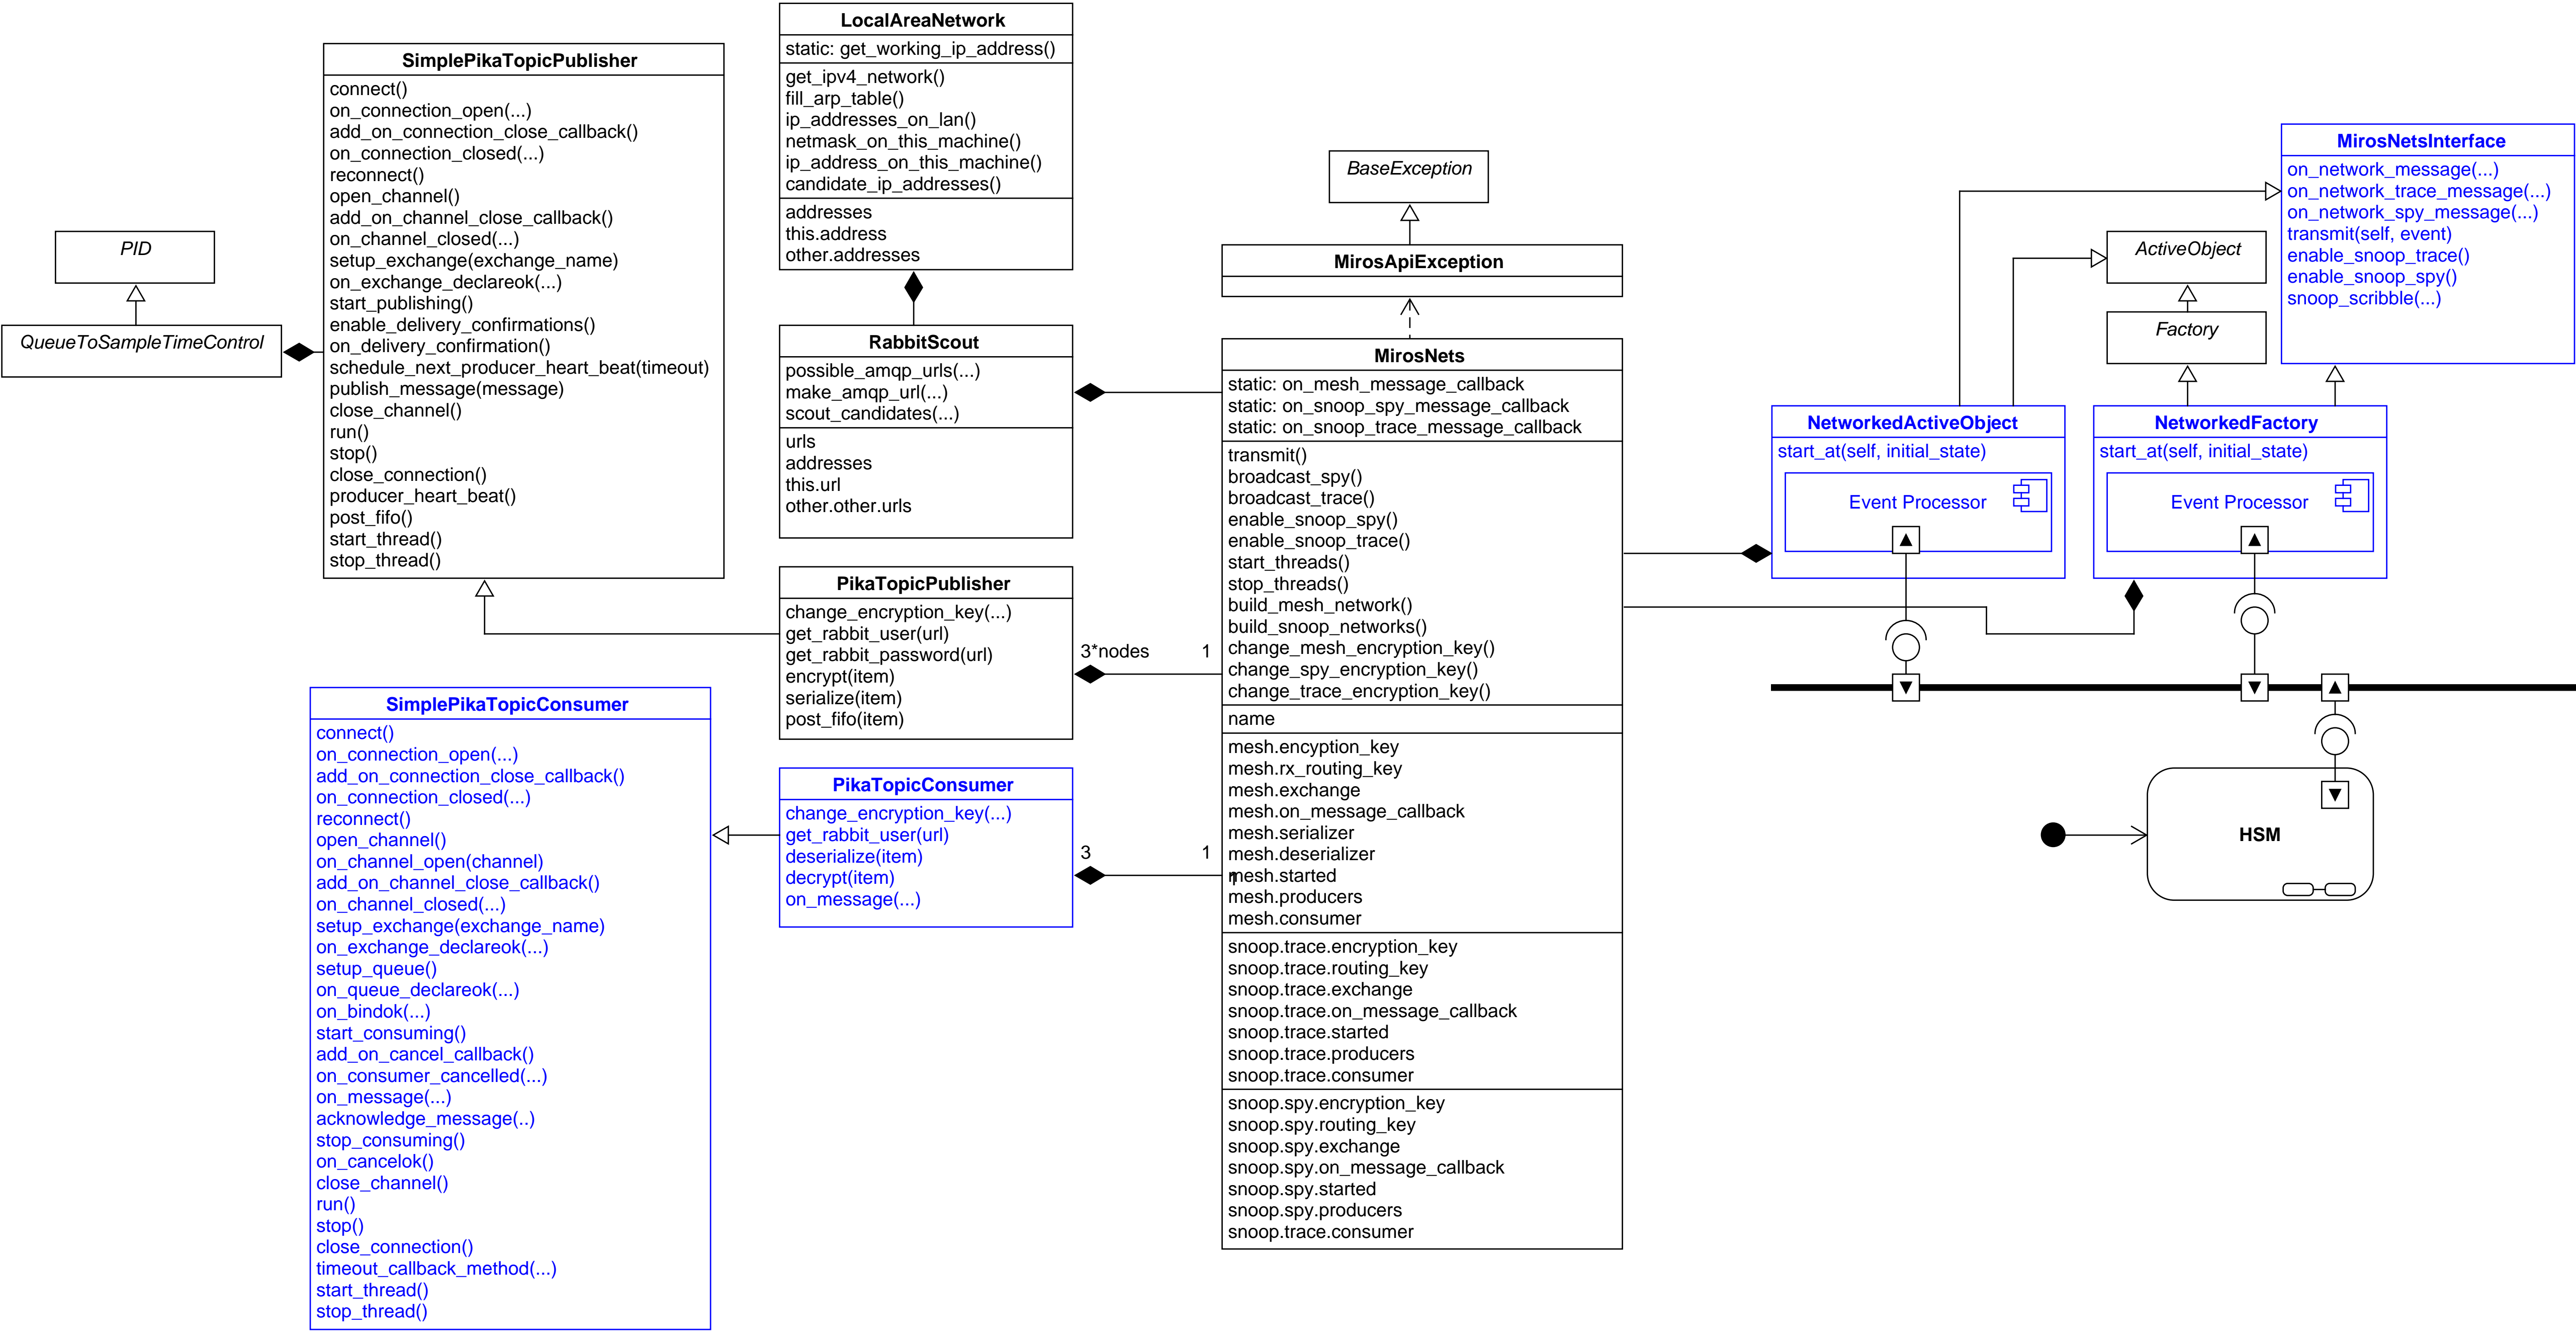 PID
QueueToSampleTimeControl
SimplePikaTopicPublisher
connect()
on_connection_open(...)
add_on_connection_close_callback()
on_connection_closed(...)
reconnect()
open_channel()
add_on_channel_close_callback()
on_channel_closed(...)
setup_exchange(exchange_name)
on_exchange_declareok(...)
start_publishing()
enable_delivery_confirmations()
on_delivery_confirmation()
schedule_next_producer_heart_beat(timeout)
publish_message(message)
close_channel()
run()
stop()
close_connection()
producer_heart_beat()
post_fifo()
start_thread()
stop_thread()
SimplePikaTopicConsumer
connect()
on_connection_open(...)
add_on_connection_close_callback()
on_connection_closed(...)
reconnect()
open_channel()
on_channel_open(channel)
add_on_channel_close_callback()
on_channel_closed(...)
setup_exchange(exchange_name)
on_exchange_declareok(...)
setup_queue()
on_queue_declareok(...)
on_bindok(...)
start_consuming()
add_on_cancel_callback()
on_consumer_cancelled(...)
on_message(...)
acknowledge_message(..)
stop_consuming()
on_cancelok()
close_channel()
run()
stop()
close_connection()
timeout_callback_method(...)
start_thread()
stop_thread()
LocalAreaNetwork
static: get_working_ip_address()
get_ipv4_network()
fill_arp_table()
ip_addresses_on_lan()
netmask_on_this_machine()
ip_address_on_this_machine()
candidate_ip_addresses()
addresses
this.address
other.addresses
RabbitScout
possible_amqp_urls(...)
make_amqp_url(...)
scout_candidates(...)
urls
addresses
this.url
other.other.urls
PikaTopicPublisher
change_encryption_key(...)
get_rabbit_user(url)
get_rabbit_password(url)
encrypt(item)
serialize(item)
post_fifo(item)
3*nodes 1
PikaTopicConsumer
change_encryption_key(...)
get_rabbit_user(url)
deserialize(item)
decrypt(item)
on_message(...)
3 1
BaseException
MirosApiException
MirosNets
static: on_mesh_message_callback
static: on_snoop_spy_message_callback
static: on_snoop_trace_message_callback
transmit()
broadcast_spy()
broadcast_trace()
enable_snoop_spy()
enable_snoop_trace()
start_threads()
stop_threads()
build_mesh_network()
build_snoop_networks()
change_mesh_encryption_key()
change_spy_encryption_key()
change_trace_encryption_key()
name
mesh.encyption_key
mesh.rx_routing_key
mesh.exchange
mesh.on_message_callback
mesh.serializer
mesh.deserializer
mesh.started
mesh.producers
mesh.consumer
snoop.trace.encryption_key
snoop.trace.routing_key
snoop.trace.exchange
snoop.trace.on_message_callback
snoop.trace.started
snoop.trace.producers
snoop.trace.consumer
snoop.spy.encryption_key
snoop.spy.routing_key
snoop.spy.exchange
snoop.spy.on_message_callback
snoop.spy.started
snoop.spy.producers
snoop.trace.consumer
MirosNetsInterface
on_network_message(...)
on_network_trace_message(...)
on_network_spy_message(...)
transmit(self, event)
enable_snoop_trace()
enable_snoop_spy()
snoop_scribble(...)
ActiveObject
Factory
NetworkedActiveObject
start_at(self, initial_state)
Event Processor
NetworkedFactory
start_at(self, initial_state)
Event Processor
HSM